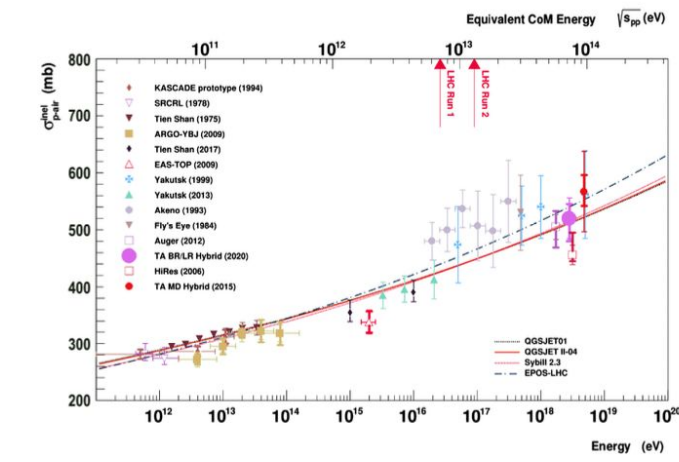 Equivalent CoM Energy √s_pp (eV)
10^11 10^12 10^13 10^14
σ^inel_p-air (mb)
800
700
600
500
400
300
200
LHC Run 1
LHC Run 2
KASCADE prototype (1994)
SRCRL (1978)
Tien Shan (1975)
ARGO-YBJ (2009)
Tien Shan (2017)
EAS-TOP (2009)
Yakutsk (1999)
Yakutsk (2013)
Akeno (1993)
Fly's Eye (1984)
Auger (2012)
TA BR/LR Hybrid (2020)
HiRes (2006)
TA MD Hybrid (2015)
QGSJET01
QGSJET II-04
Sybill 2.3
EPOS-LHC
10^12 10^13 10^14 10^15 10^16 10^17 10^18 10^19 10^20
Energy (eV)